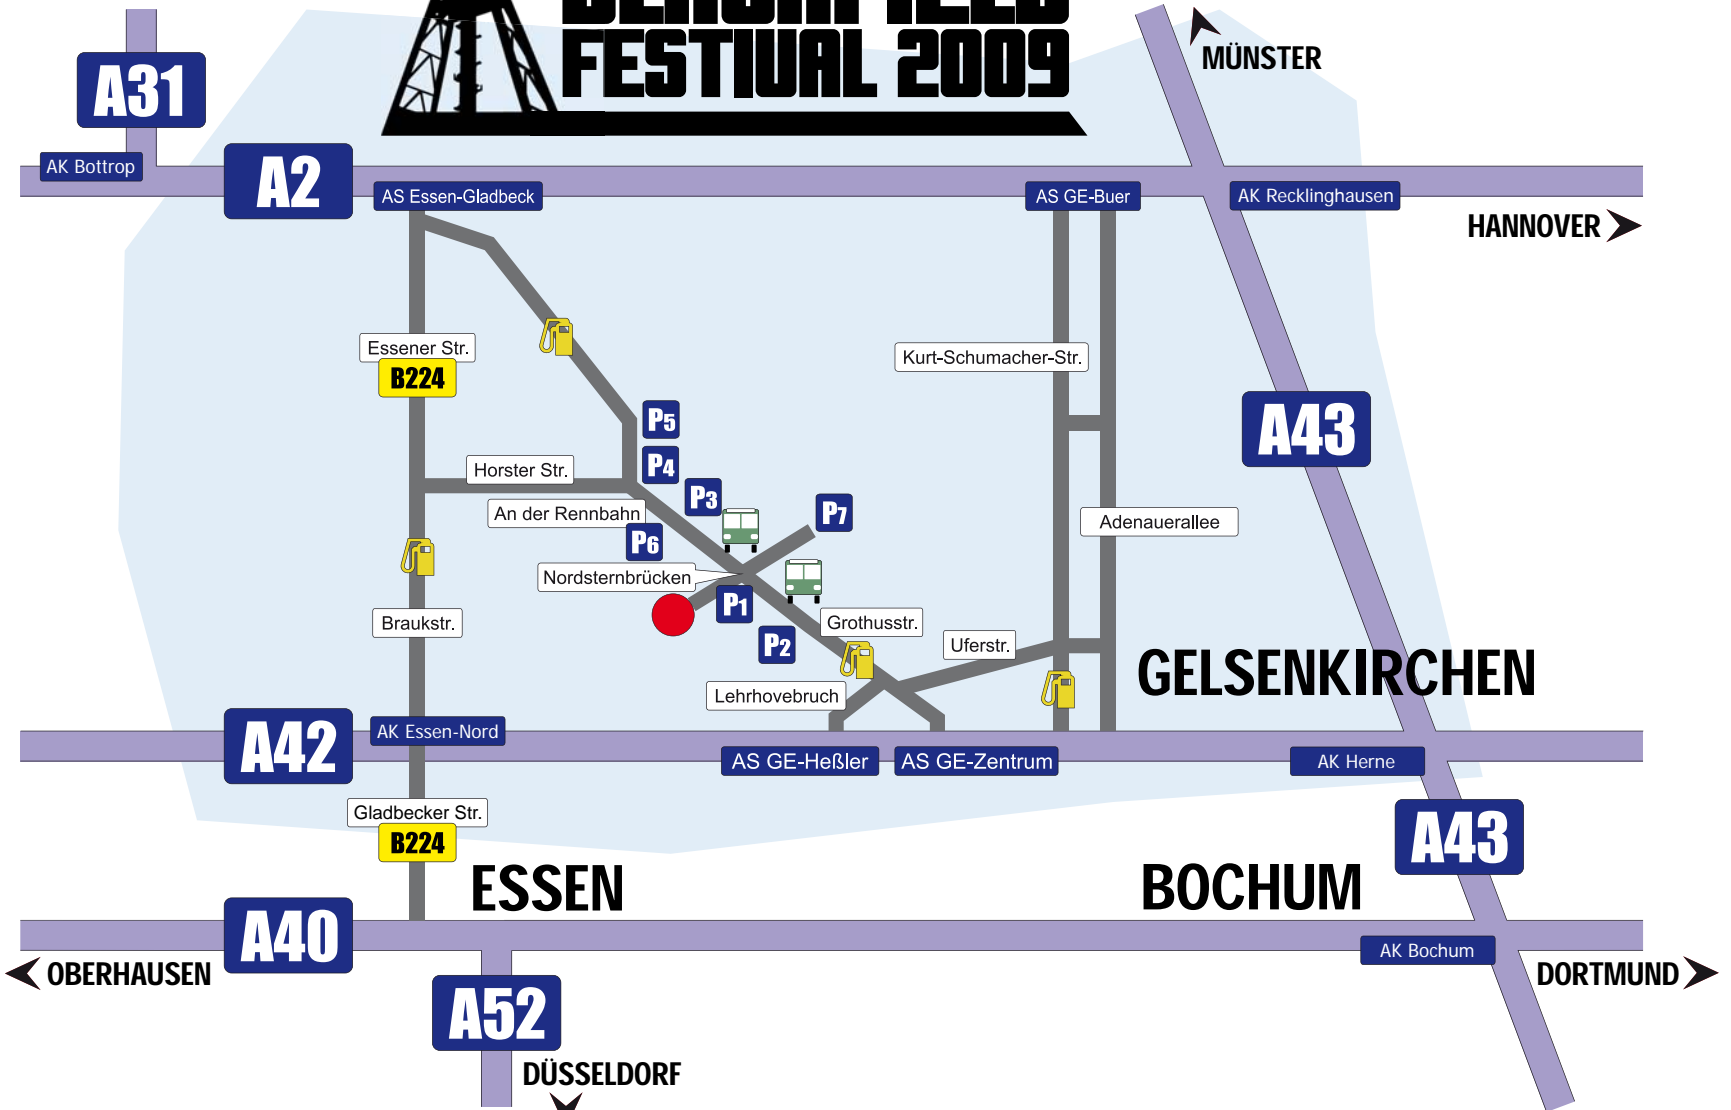 FESTIVAL 2009
MÜNSTER
A31
AK Bottrop
A2
AS Essen-Gladbeck
AS GE-Buer
AK Recklinghausen
HANNOVER
Essener Str.
B224
Kurt-Schumacher-Str.
A43
P5
P4
Horster Str.
P3
An der Rennbahn
P7
Adenauerallee
P6
Nordsternbrücken
P1
Braukstr.
Grothusstr.
P2
Uferstr.
GELSENKIRCHEN
Lehrhovebruch
A42
AK Essen-Nord
AS GE-Heßler
AS GE-Zentrum
AK Herne
Gladbecker Str.
B224
A43
ESSEN
BOCHUM
A40
AK Bochum
OBERHAUSEN
DORTMUND
A52
DÜSSELDORF